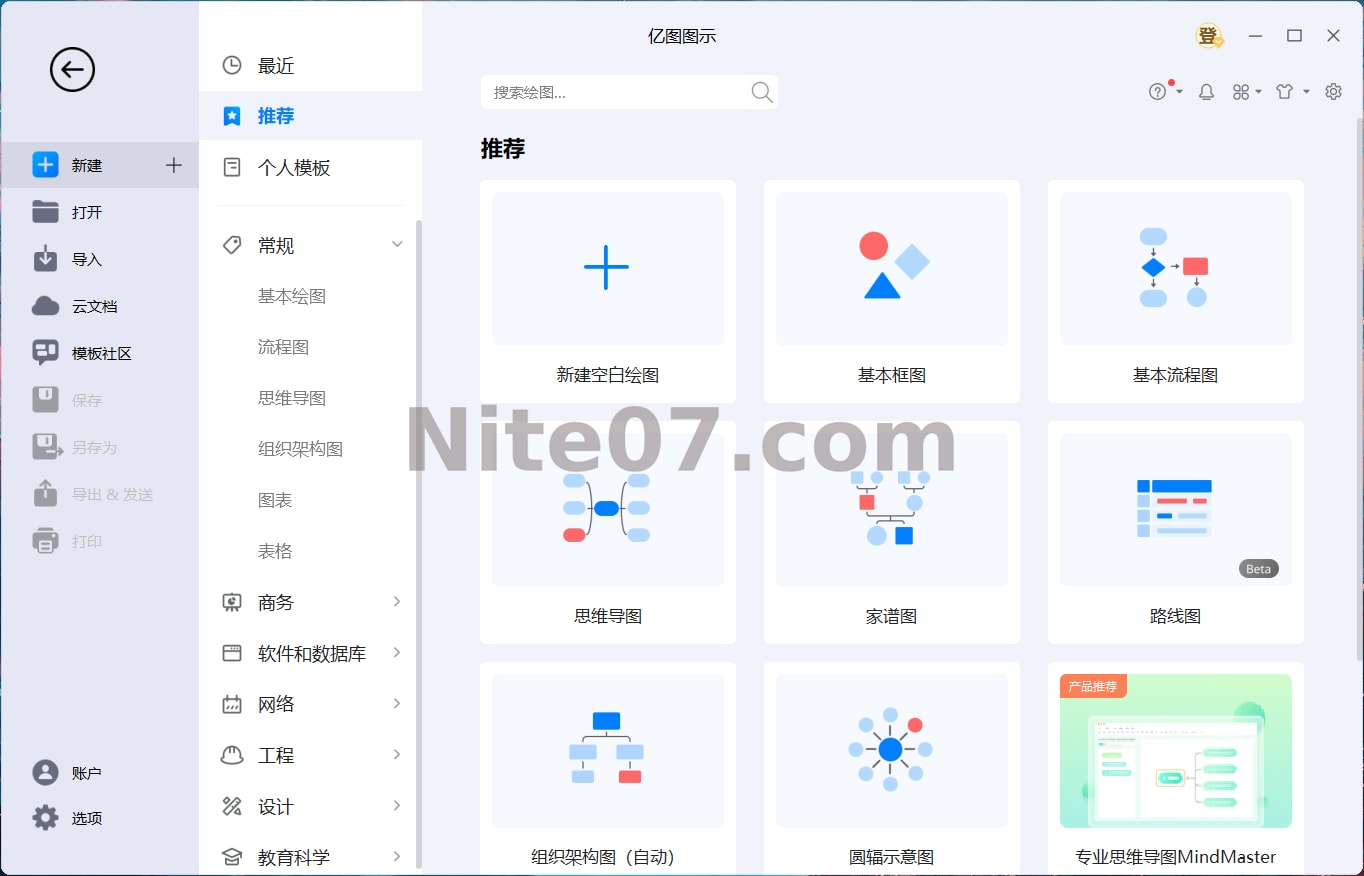 亿图图示
登
新建
打开
导入
云文档
模板社区
保存
另存为
导出 & 发送
打印
账户
选项
最近
推荐
个人模板
常规
基本绘图
流程图
思维导图
组织架构图
图表
表格
商务
软件和数据库
网络
工程
设计
教育科学
搜索绘图...
推荐
新建空白绘图
基本框图
基本流程图
Nite07.com
Beta
思维导图
家谱图
路线图
产品推荐
组织架构图（自动）
圆辐示意图
专业思维导图MindMaster